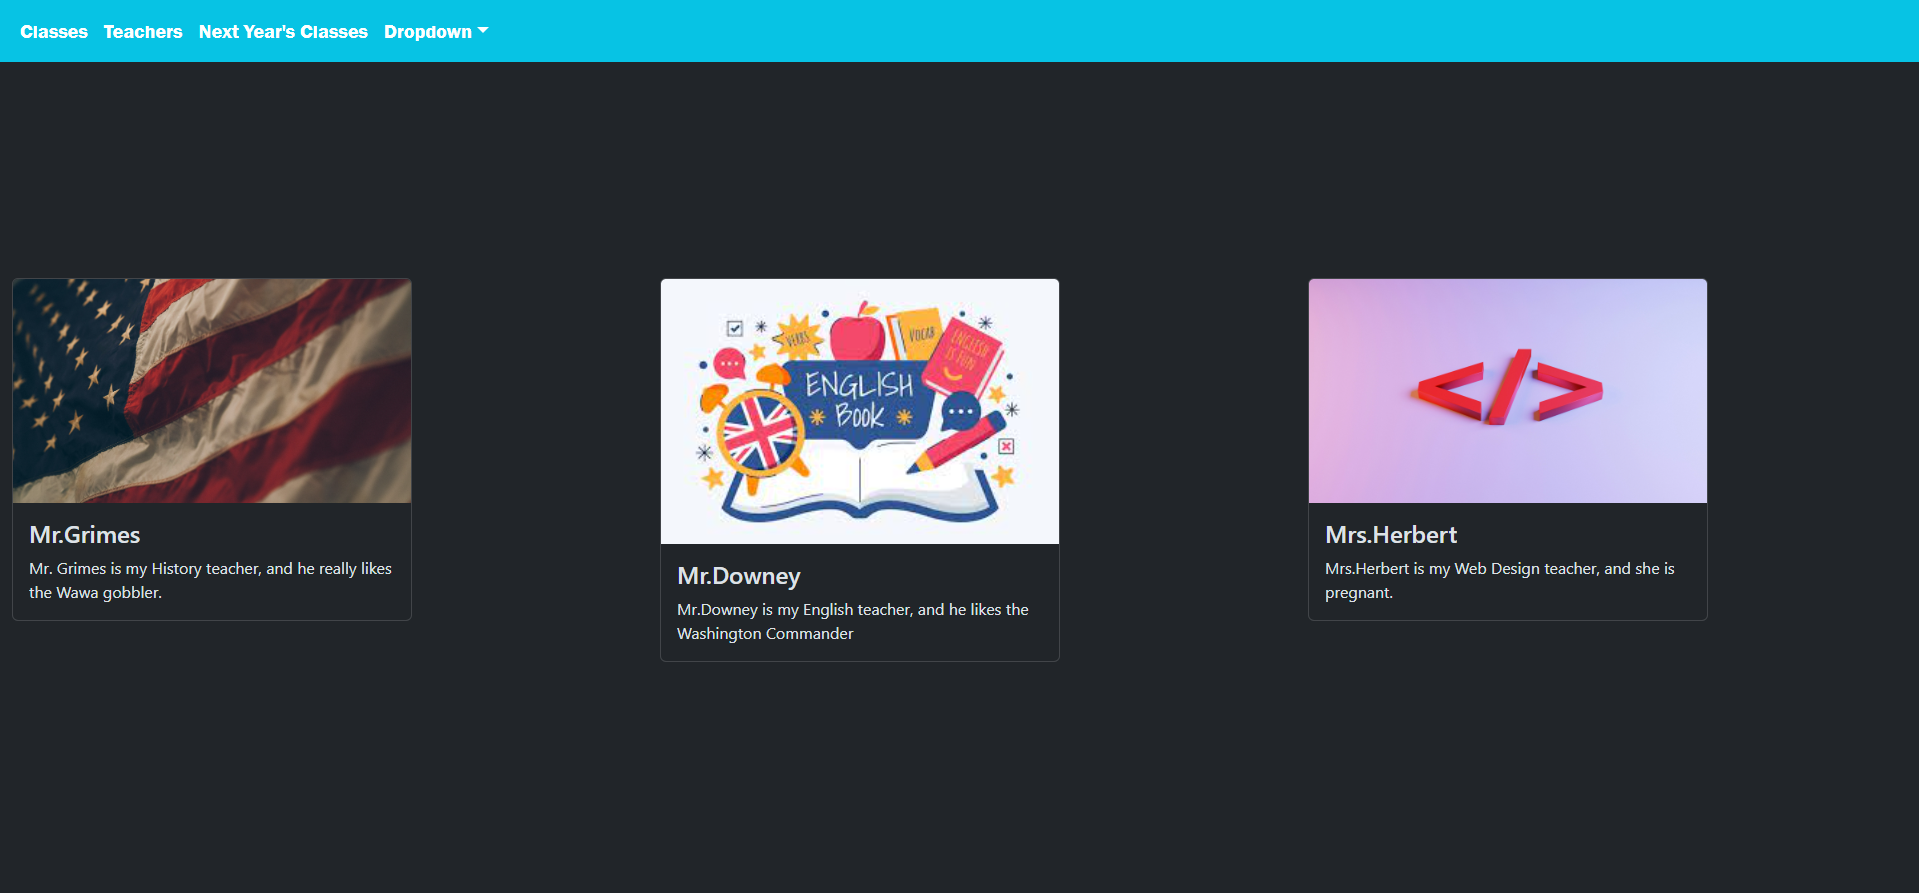 Classes Teachers Next Year's Classes Dropdown
VERBS
VOCAB
ENGLISH
IS FUN
ENGLISH
BOOK
</>
Mr.Grimes
Mr. Grimes is my History teacher, and he really likes
the Wawa gobbler.
Mr.Downey
Mr.Downey is my English teacher, and he likes the
Washington Commander
Mrs.Herbert
Mrs.Herbert is my Web Design teacher, and she is
pregnant.